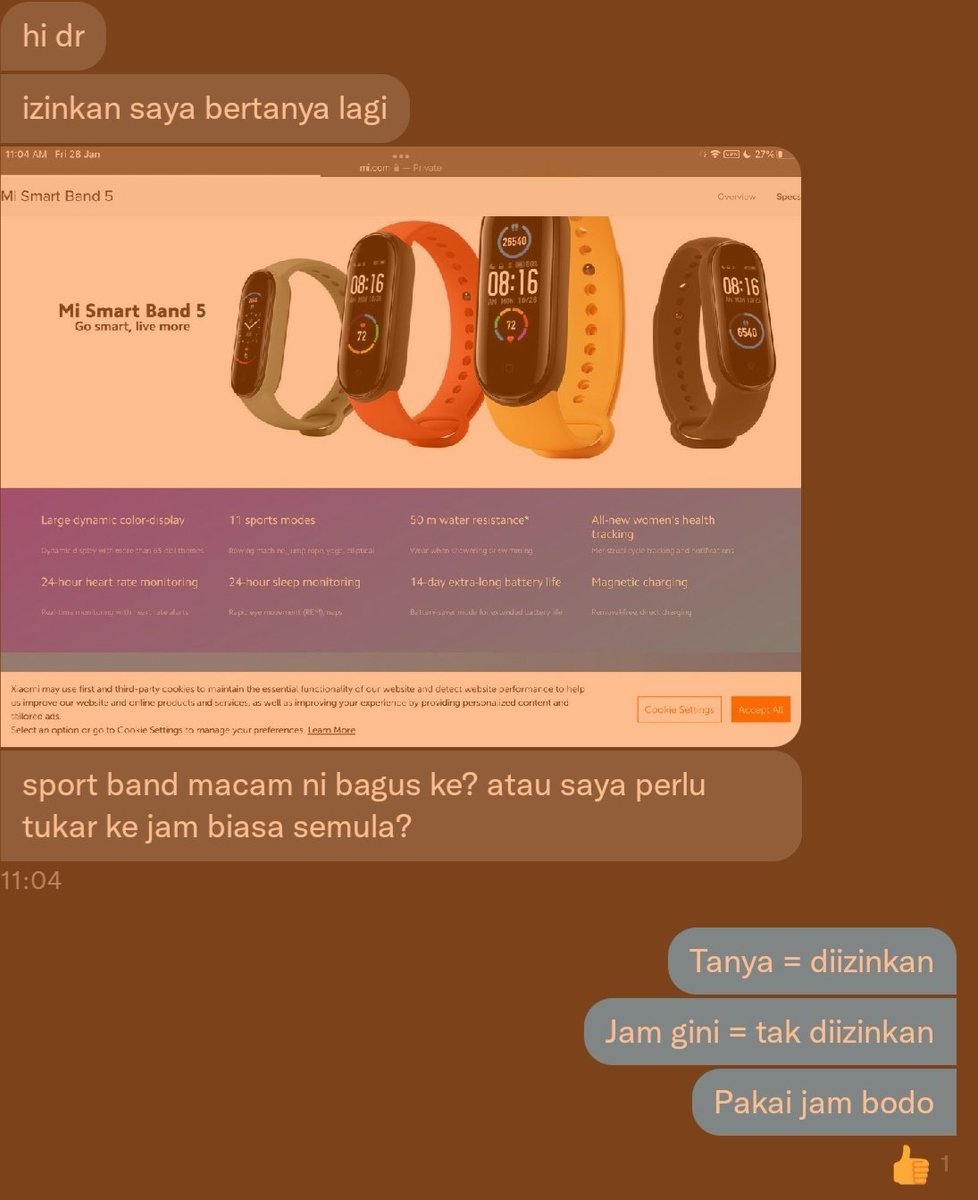 hi dr
izinkan saya bertanya lagi
11:04 AM Fri 28 Jan
27%
mi.com — Private
Mi Smart Band 5
Overview Specs
Mi Smart Band 5
Go smart, live more
08:16
72
26540
08:16
AM MON 10/28
72
08:16
6540
Large dynamic color-display
11 sports modes
50 m water resistance*
All-new women's health
tracking
Dynamic display with more than 65 dial themes
Rowing machine, jump rope, yoga, elliptical
Wear when showering or swimming
Menstrual cycle tracking and notifications
24-hour heart rate monitoring
24-hour sleep monitoring
14-day extra-long battery life
Magnetic charging
Real-time monitoring with heart rate alerts
Rapid eye movement (REM), naps
Battery-saver mode for extended battery life
Removal-free, direct charging
Xiaomi may use first and third-party cookies to maintain the essential functionality of our website and detect website performance to help
us improve our website and online products and services, as well as improving your experience by providing personalized content and
tailored ads.
Select an option or go to Cookie Settings to manage your preferences. Learn More
Cookie Settings
Accept All
sport band macam ni bagus ke? atau saya perlu
tukar ke jam biasa semula?
11:04
Tanya = diizinkan
Jam gini = tak diizinkan
Pakai jam bodo
👍 1